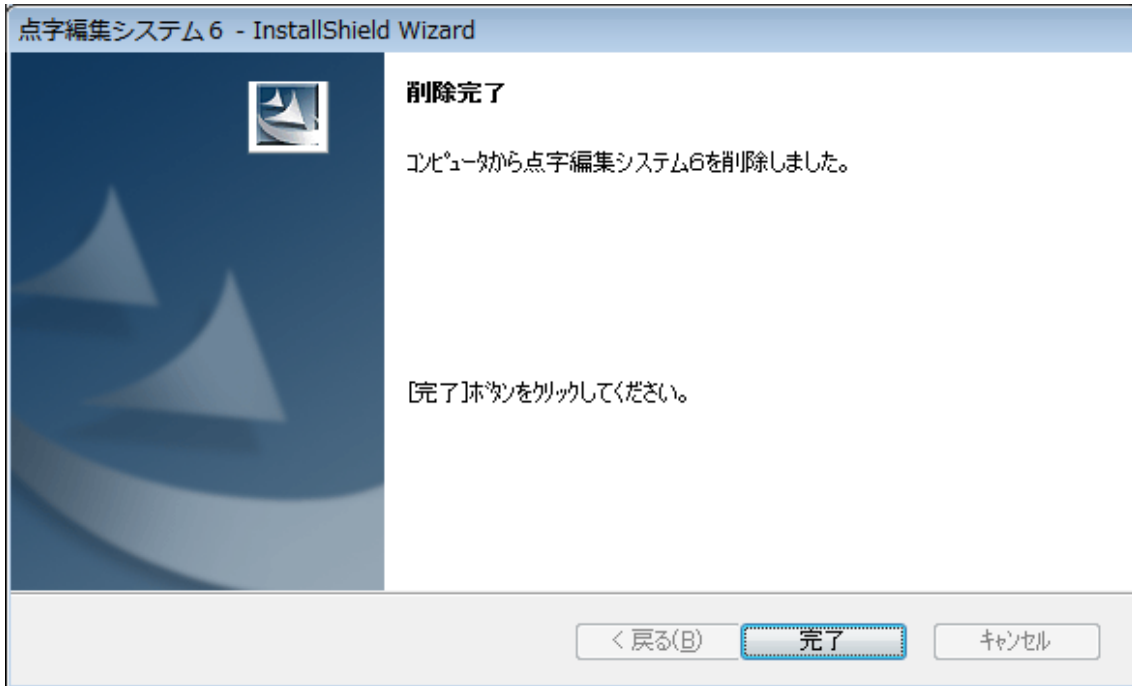 点字編集システム６ - InstallShield Wizard
削除完了
ｺﾝﾋﾟｭｰﾀから点字編集システム６を削除しました。
[完了]ﾎﾞﾀﾝをｸﾘｯｸしてください。
< 戻る(B)
完了
ｷｬﾝｾﾙ